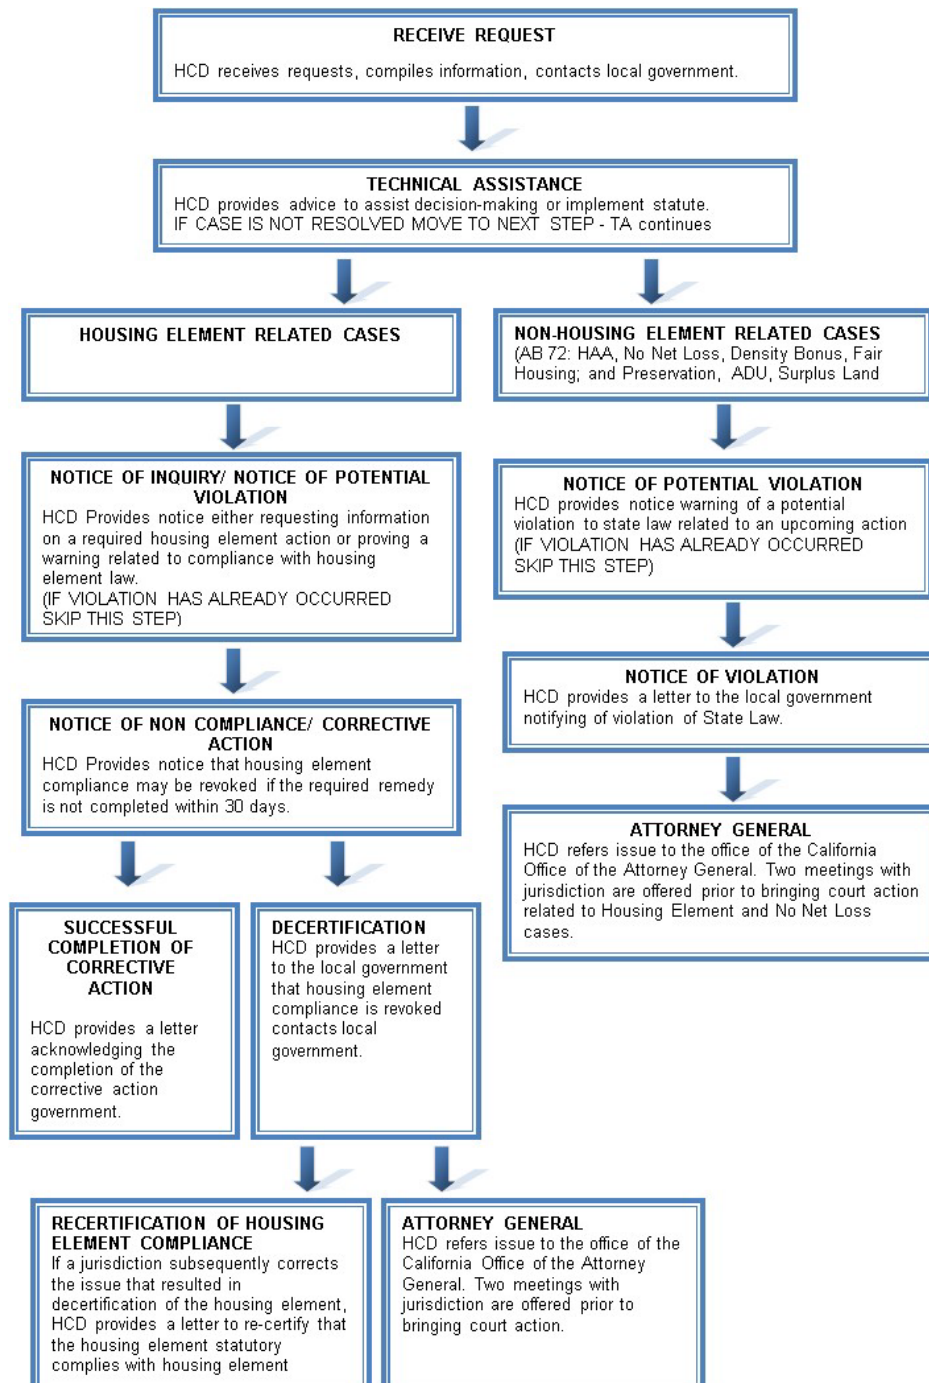 RECEIVE REQUEST
HCD receives requests, compiles information, contacts local government.
TECHNICAL ASSISTANCE
HCD provides advice to assist decision-making or implement statute.
IF CASE IS NOT RESOLVED MOVE TO NEXT STEP - TA continues
HOUSING ELEMENT RELATED CASES
NON-HOUSING ELEMENT RELATED CASES
(AB 72: HAA, No Net Loss, Density Bonus, Fair
Housing; and Preservation, ADU, Surplus Land
NOTICE OF INQUIRY/ NOTICE OF POTENTIAL
VIOLATION
HCD Provides notice either requesting information
on a required housing element action or proving a
warning related to compliance with housing
element law.
(IF VIOLATION HAS ALREADY OCCURRED
SKIP THIS STEP)
NOTICE OF POTENTIAL VIOLATION
HCD provides notice warning of a potential
violation to state law related to an upcoming action
(IF VIOLATION HAS ALREADY OCCURRED
SKIP THIS STEP)
NOTICE OF VIOLATION
HCD provides a letter to the local government
notifying of violation of State Law.
NOTICE OF NON COMPLIANCE/ CORRECTIVE
ACTION
HCD Provides notice that housing element
compliance may be revoked if the required remedy
is not completed within 30 days.
ATTORNEY GENERAL
HCD refers issue to the office of the California
Office of the Attorney General. Two meetings with
jurisdiction are offered prior to bringing court action
related to Housing Element and No Net Loss
cases.
SUCCESSFUL
COMPLETION OF
CORRECTIVE
ACTION
HCD provides a letter
acknowledging the
completion of the
corrective action
government.
DECERTIFICATION
HCD provides a letter
to the local government
that housing element
compliance is revoked
contacts local
government.
RECERTIFICATION OF HOUSING
ELEMENT COMPLIANCE
If a jurisdiction subsequently corrects
the issue that resulted in
decertification of the housing element,
HCD provides a letter to re-certify that
the housing element statutory
complies with housing element
ATTORNEY GENERAL
HCD refers issue to the office of the
California Office of the Attorney
General. Two meetings with
jurisdiction are offered prior to
bringing court action.